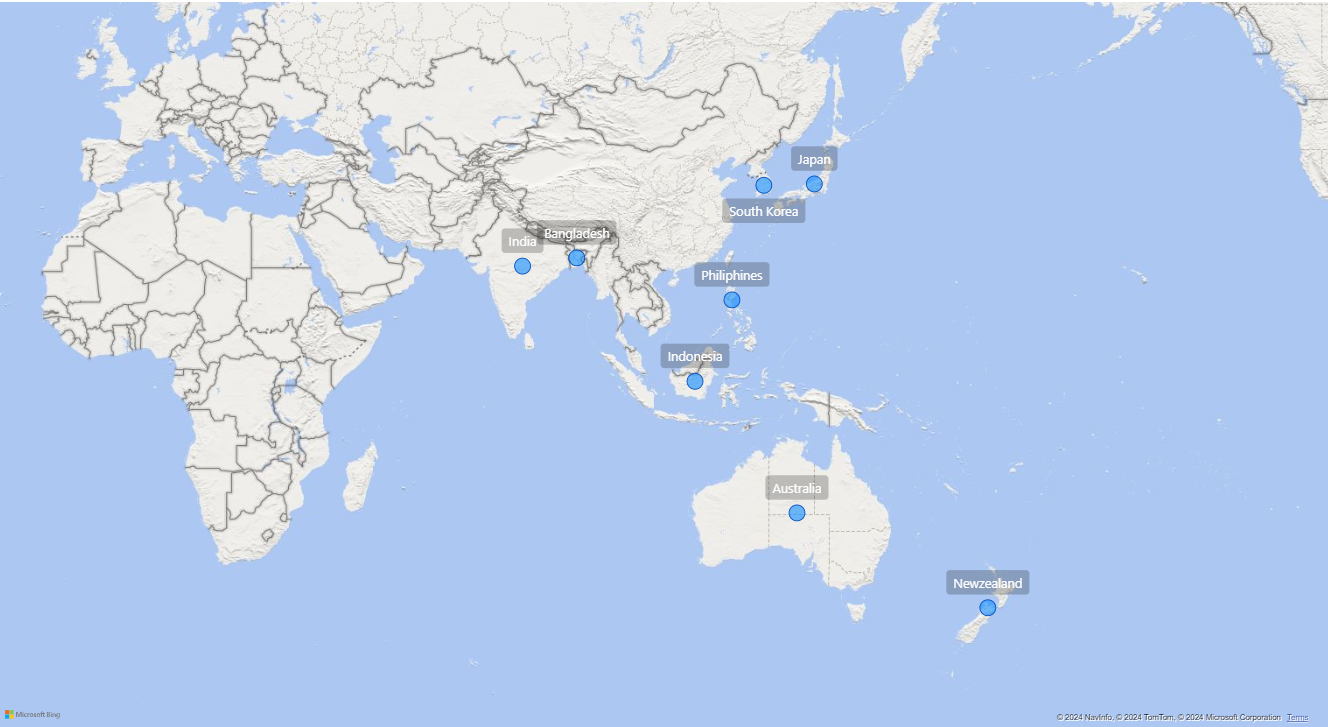 Japan
South Korea
Bangladesh
India
Philiphines
Indonesia
Australia
Newzealand
Microsoft Bing
© 2024 NavInfo, © 2024 TomTom, © 2024 Microsoft Corporation Terms